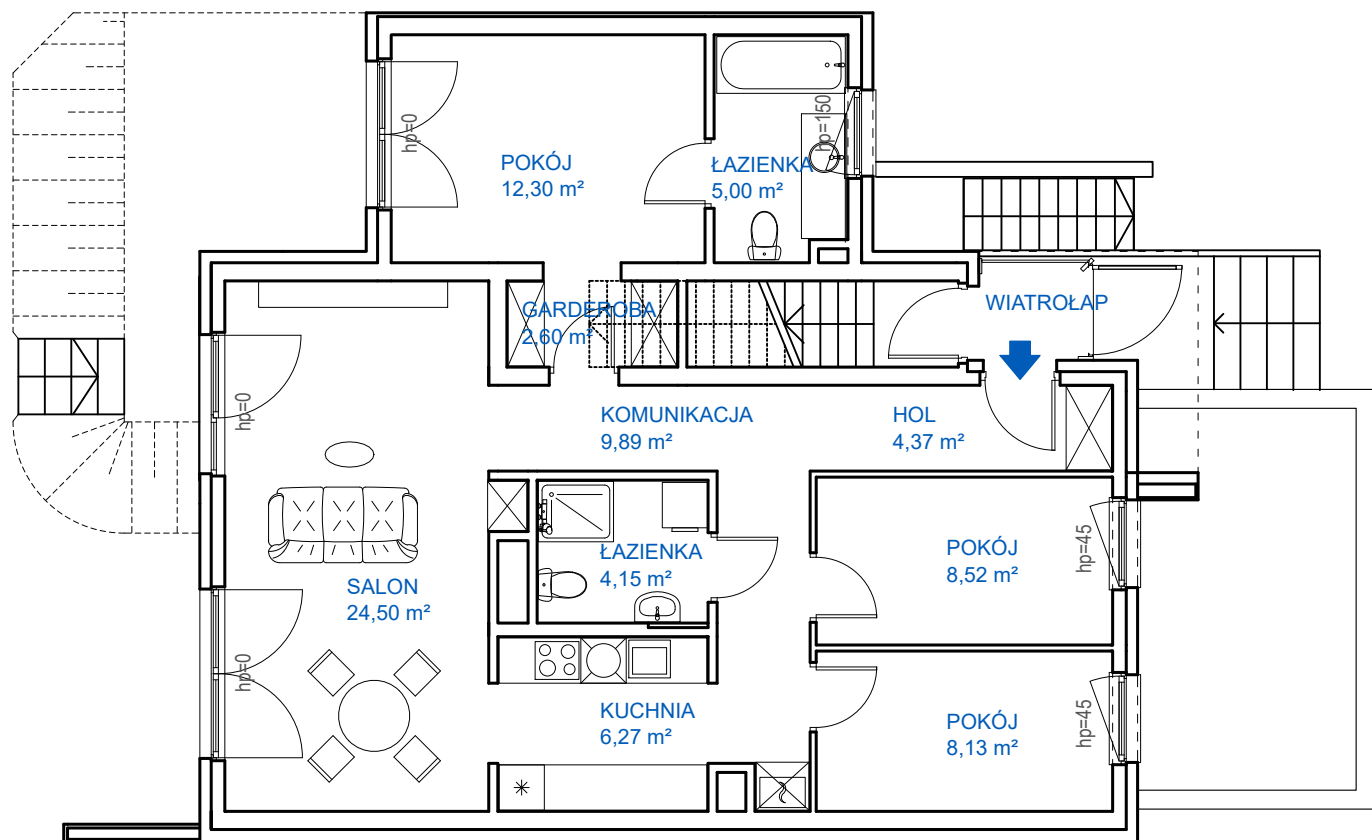 hp=0
POKÓJ
12,30 m²
hp=150
ŁAZIENKA
5,00 m²
GARDEROBA
2,60 m²
WIATROŁAP
hp=0
KOMUNIKACJA
9,89 m²
HOL
4,37 m²
SALON
24,50 m²
ŁAZIENKA
4,15 m²
POKÓJ
8,52 m²
hp=45
hp=0
KUCHNIA
6,27 m²
POKÓJ
8,13 m²
hp=45